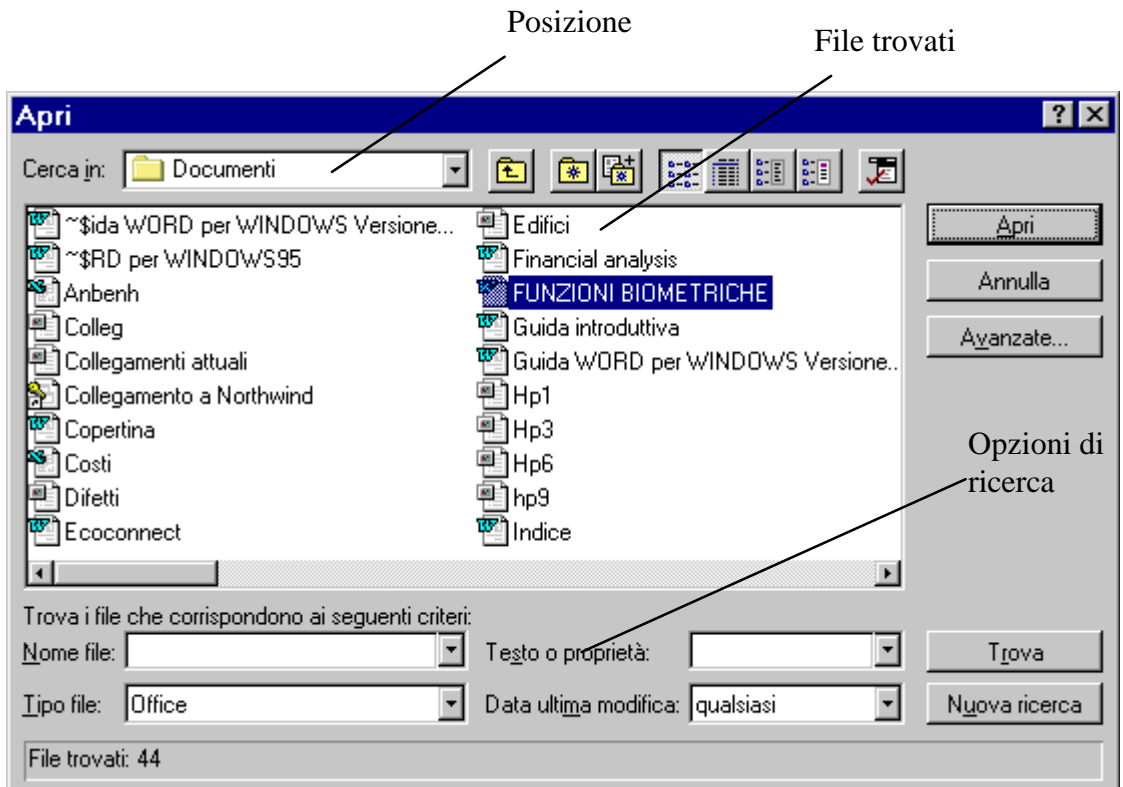 Posizione
File trovati
Apri
Cerca in: Documenti
~$ida WORD per WINDOWS Versione...
~$RD per WINDOWS95
Anbenh
Colleg
Collegamenti attuali
Collegamento a Northwind
Copertina
Costi
Difetti
Ecoconnect
Edifici
Financial analysis
FUNZIONI BIOMETRICHE
Guida introduttiva
Guida WORD per WINDOWS Versione..
Hp1
Hp3
Hp6
hp9
Indice
Apri
Annulla
Avanzate...
Opzioni di
ricerca
Trova i file che corrispondono ai seguenti criteri:
Nome file: Testo o proprietà: Trova
Tipo file: Office Data ultima modifica: qualsiasi Nuova ricerca
File trovati: 44